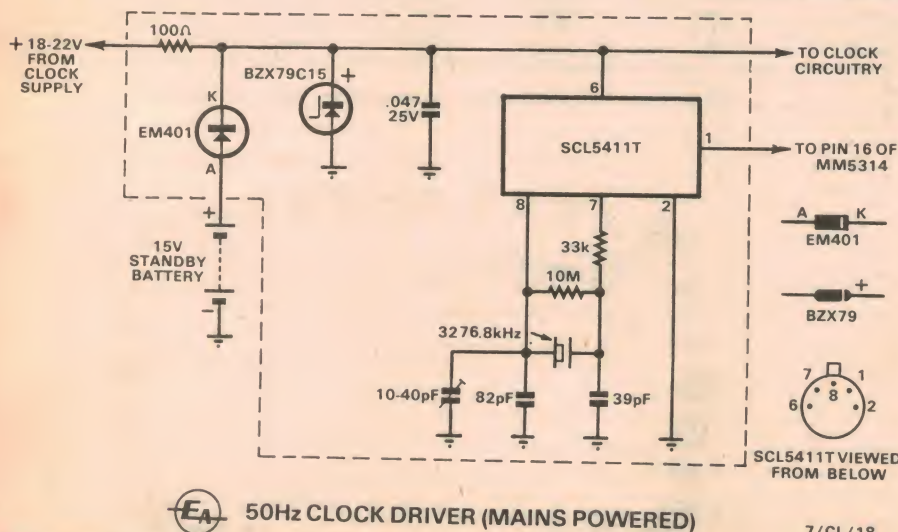 100Ω
+ 18-22V
FROM
CLOCK
SUPPLY
BZX79C15
+
K
EM401
A
.047
25V
6
SCL5411T
1
8
7
2
TO CLOCK
CIRCUITRY
TO PIN 16 OF
MM5314
A K
EM401
+
BZX79
+
15V
STANDBY
BATTERY
-
33k
10M
3276.8kHz
10-40pF
82pF
39pF
7 1
8
6 2
SCL5411T VIEWED
FROM BELOW
EA
50Hz CLOCK DRIVER (MAINS POWERED)
7/CL/18